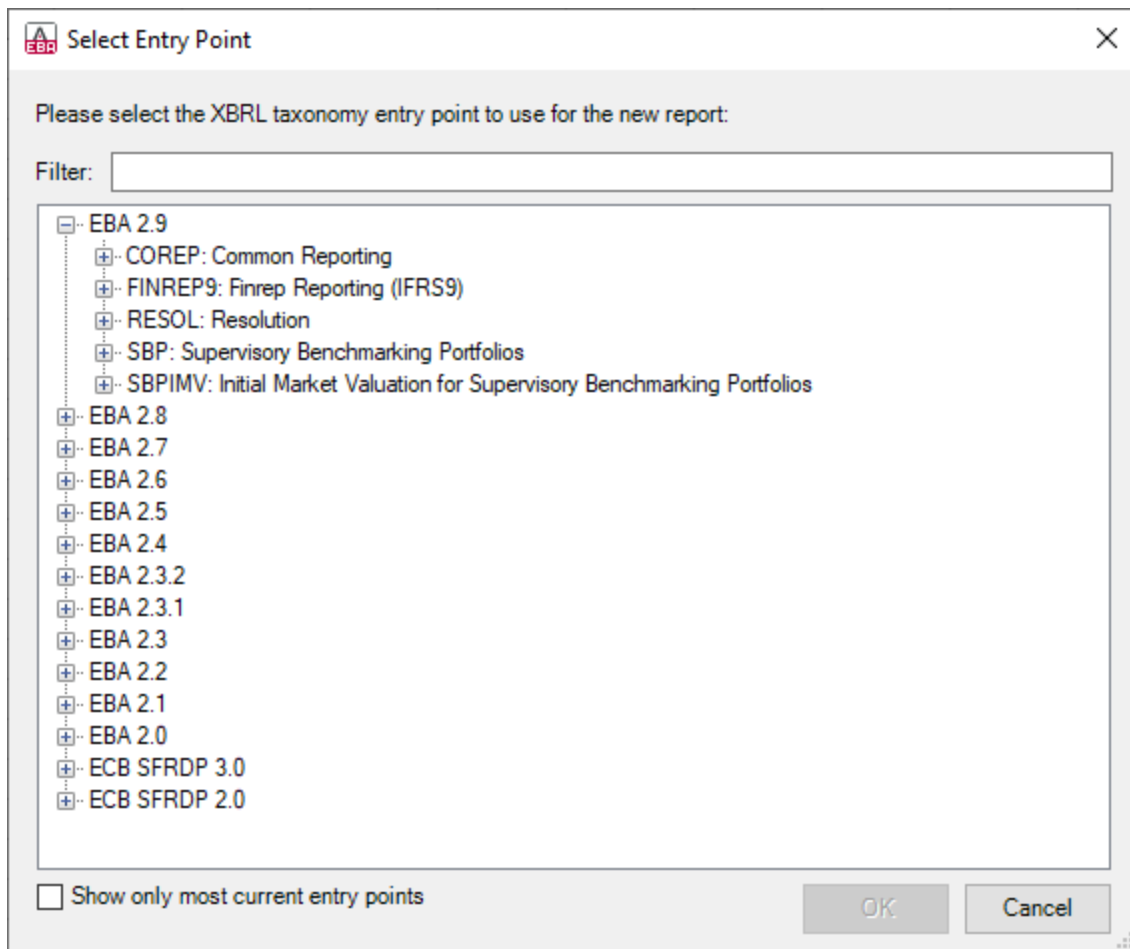 EBA Select Entry Point
Please select the XBRL taxonomy entry point to use for the new report:
Filter:
EBA 2.9
COREP: Common Reporting
FINREP9: Finrep Reporting (IFRS9)
RESOL: Resolution
SBP: Supervisory Benchmarking Portfolios
SBPIMV: Initial Market Valuation for Supervisory Benchmarking Portfolios
EBA 2.8
EBA 2.7
EBA 2.6
EBA 2.5
EBA 2.4
EBA 2.3.2
EBA 2.3.1
EBA 2.3
EBA 2.2
EBA 2.1
EBA 2.0
ECB SFRDP 3.0
ECB SFRDP 2.0
Show only most current entry points
OK
Cancel